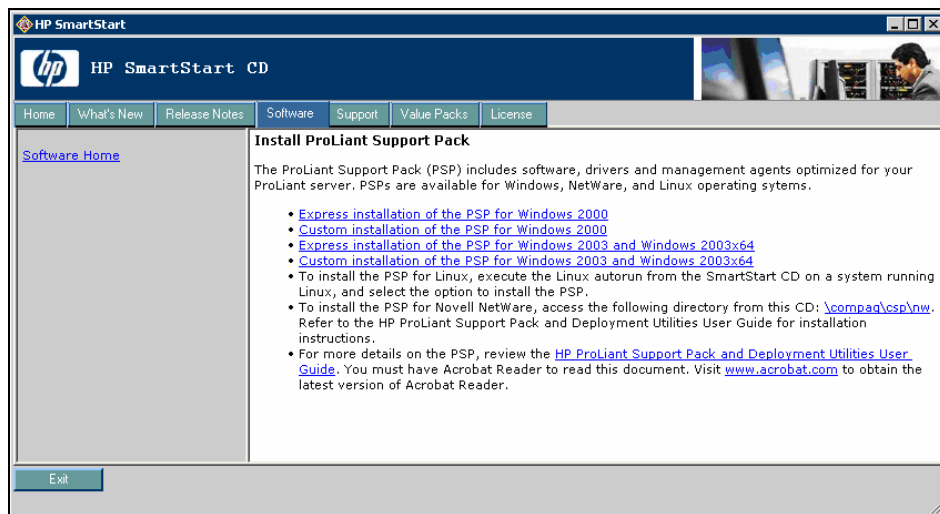 HP SmartStart
hp HP SmartStart CD
Home What's New Release Notes Software Support Value Packs License
Software Home
Install ProLiant Support Pack
The ProLiant Support Pack (PSP) includes software, drivers and management agents optimized for your
ProLiant server. PSPs are available for Windows, NetWare, and Linux operating sytems.
• Express installation of the PSP for Windows 2000
• Custom installation of the PSP for Windows 2000
• Express installation of the PSP for Windows 2003 and Windows 2003x64
• Custom installation of the PSP for Windows 2003 and Windows 2003x64
• To install the PSP for Linux, execute the Linux autorun from the SmartStart CD on a system running
Linux, and select the option to install the PSP.
• To install the PSP for Novell NetWare, access the following directory from this CD: \compaq\csp\nw.
Refer to the HP ProLiant Support Pack and Deployment Utilities User Guide for installation
instructions.
• For more details on the PSP, review the HP ProLiant Support Pack and Deployment Utilities User
Guide. You must have Acrobat Reader to read this document. Visit www.acrobat.com to obtain the
latest version of Acrobat Reader.
Exit